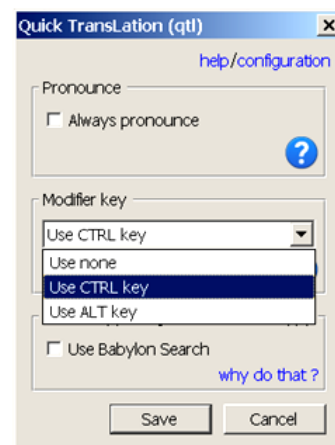 Quick TransLation (qtl)
help/configuration
Pronounce
Always pronounce
Modifier key
Use CTRL key
Use none
Use CTRL key
Use ALT key
Use Babylon Search
why do that ?
Save
Cancel